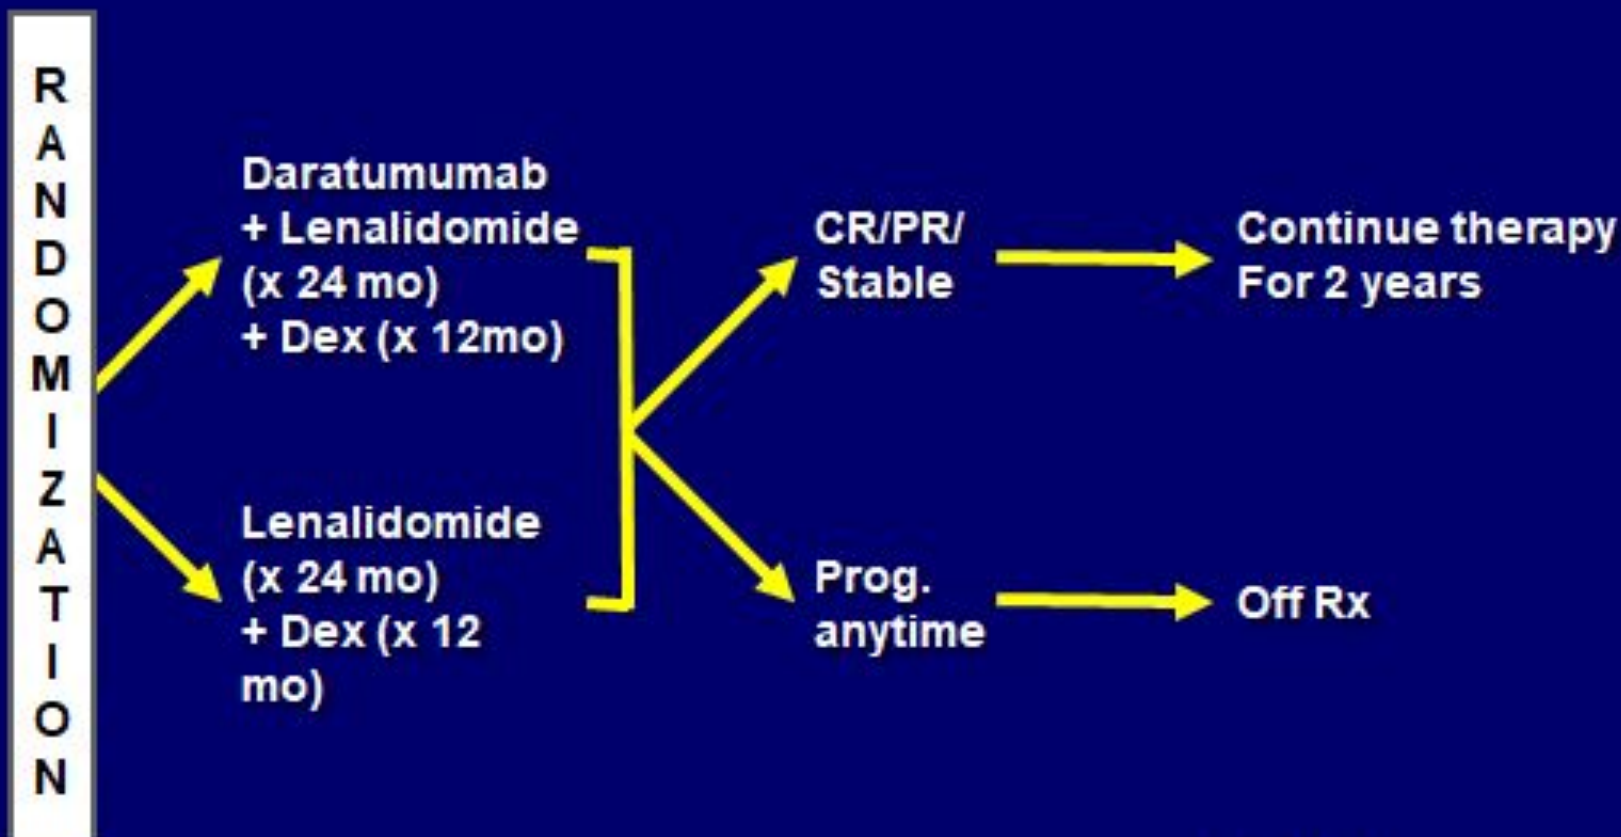 RANDOMIZATION
Daratumumab
+ Lenalidomide
(x 24 mo)
+ Dex (x 12mo)
Lenalidomide
(x 24 mo)
+ Dex (x 12
mo)
CR/PR/
Stable
Prog.
anytime
Continue therapy
For 2 years
Off Rx